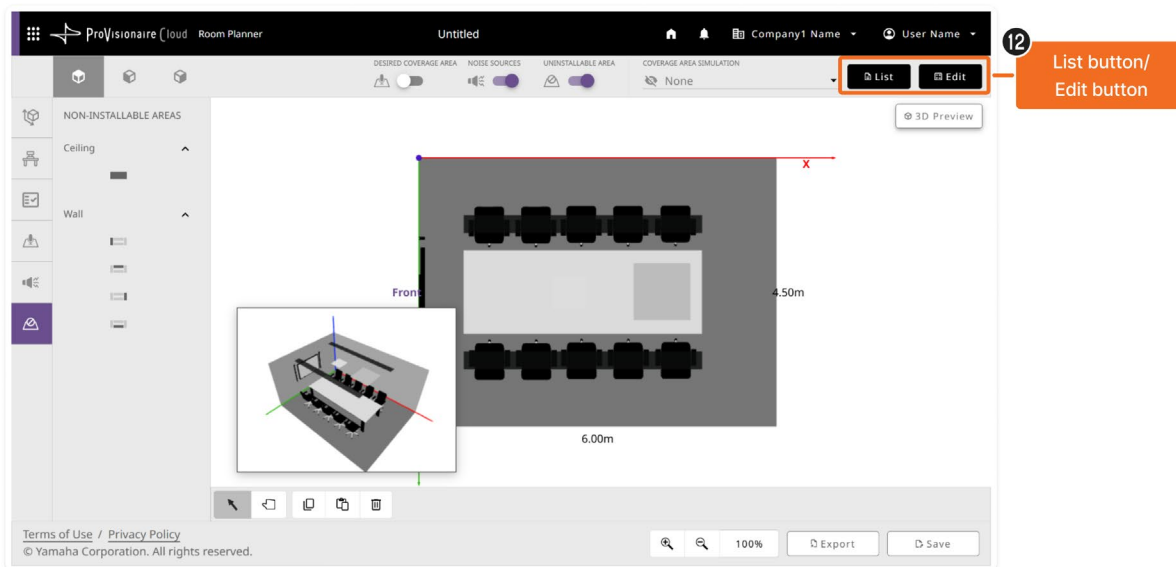 ProVisionaire Cloud Room Planner
Untitled
Company1 Name
User Name
12
List button/
Edit button
DESIRED COVERAGE AREA
NOISE SOURCES
UNINSTALLABLE AREA
COVERAGE AREA SIMULATION
None
List
Edit
NON-INSTALLABLE AREAS
3D Preview
Ceiling
Wall
X
Front
4.50m
6.00m
Terms of Use / Privacy Policy
© Yamaha Corporation. All rights reserved.
100%
Export
Save